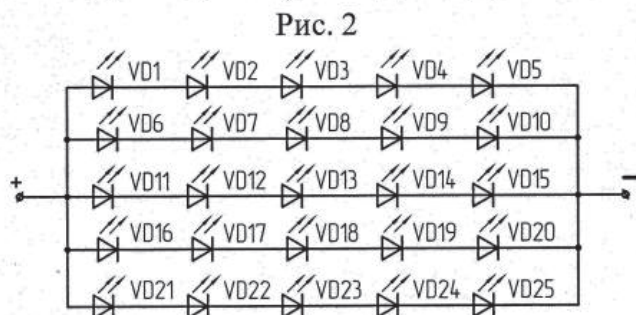 Рис. 2
VD1 VD2 VD3 VD4 VD5
VD6 VD7 VD8 VD9 VD10
+ VD11 VD12 VD13 VD14 VD15 −
VD16 VD17 VD18 VD19 VD20
VD21 VD22 VD23 VD24 VD25